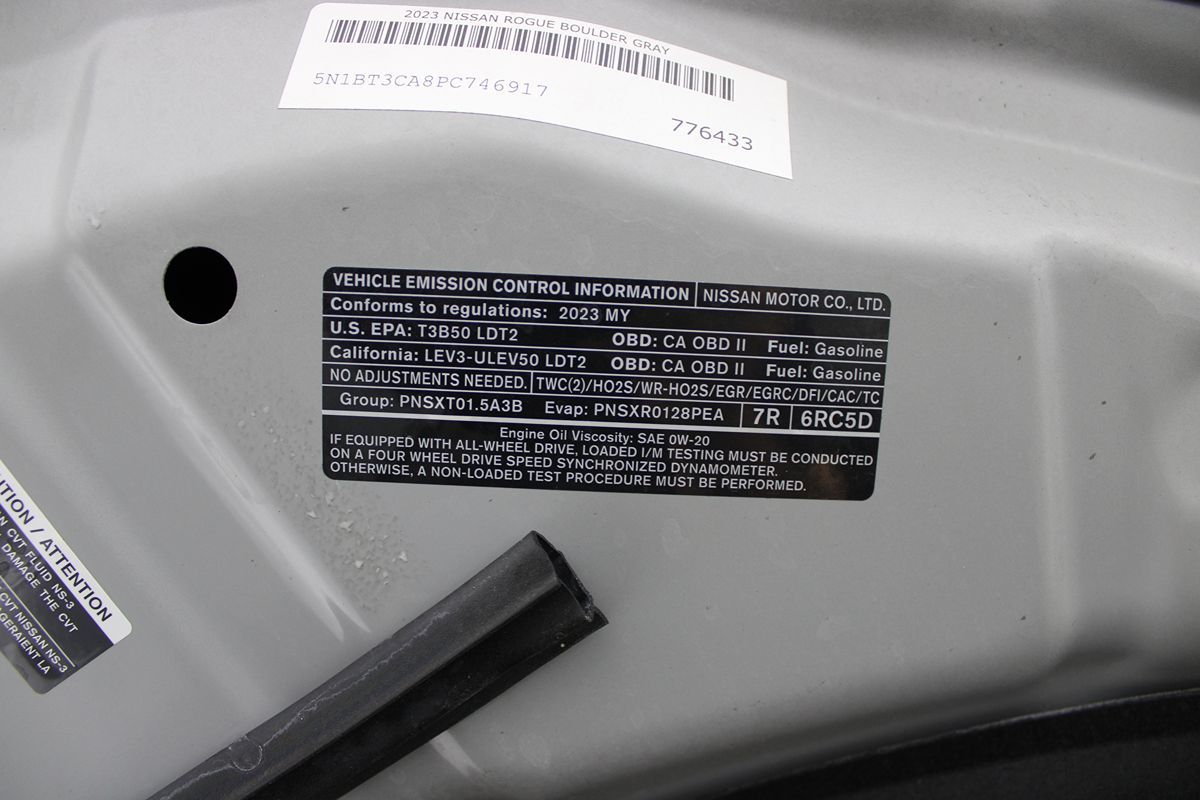 2023 NISSAN ROGUE BOULDER GRAY
5N1BT3CA8PC746917
776433
VEHICLE EMISSION CONTROL INFORMATION NISSAN MOTOR CO., LTD.
Conforms to regulations: 2023 MY
U.S. EPA: T3B50 LDT2 OBD: CA OBD II Fuel: Gasoline
California: LEV3-ULEV50 LDT2 OBD: CA OBD II Fuel: Gasoline
NO ADJUSTMENTS NEEDED. TWC(2)/HO2S/WR-HO2S/EGR/EGRC/DFI/CAC/TC
Group: PNSXT01.5A3B Evap: PNSXR0128PEA 7R 6RC5D
Engine Oil Viscosity: SAE 0W-20
IF EQUIPPED WITH ALL-WHEEL DRIVE, LOADED I/M TESTING MUST BE CONDUCTED
ON A FOUR WHEEL DRIVE SPEED SYNCHRONIZED DYNAMOMETER.
OTHERWISE, A NON-LOADED TEST PROCEDURE MUST BE PERFORMED.
/ ATTENTION
CVT FLUID NS-3
DAMAGE THE CVT
CVT NISSAN NS-3
LA